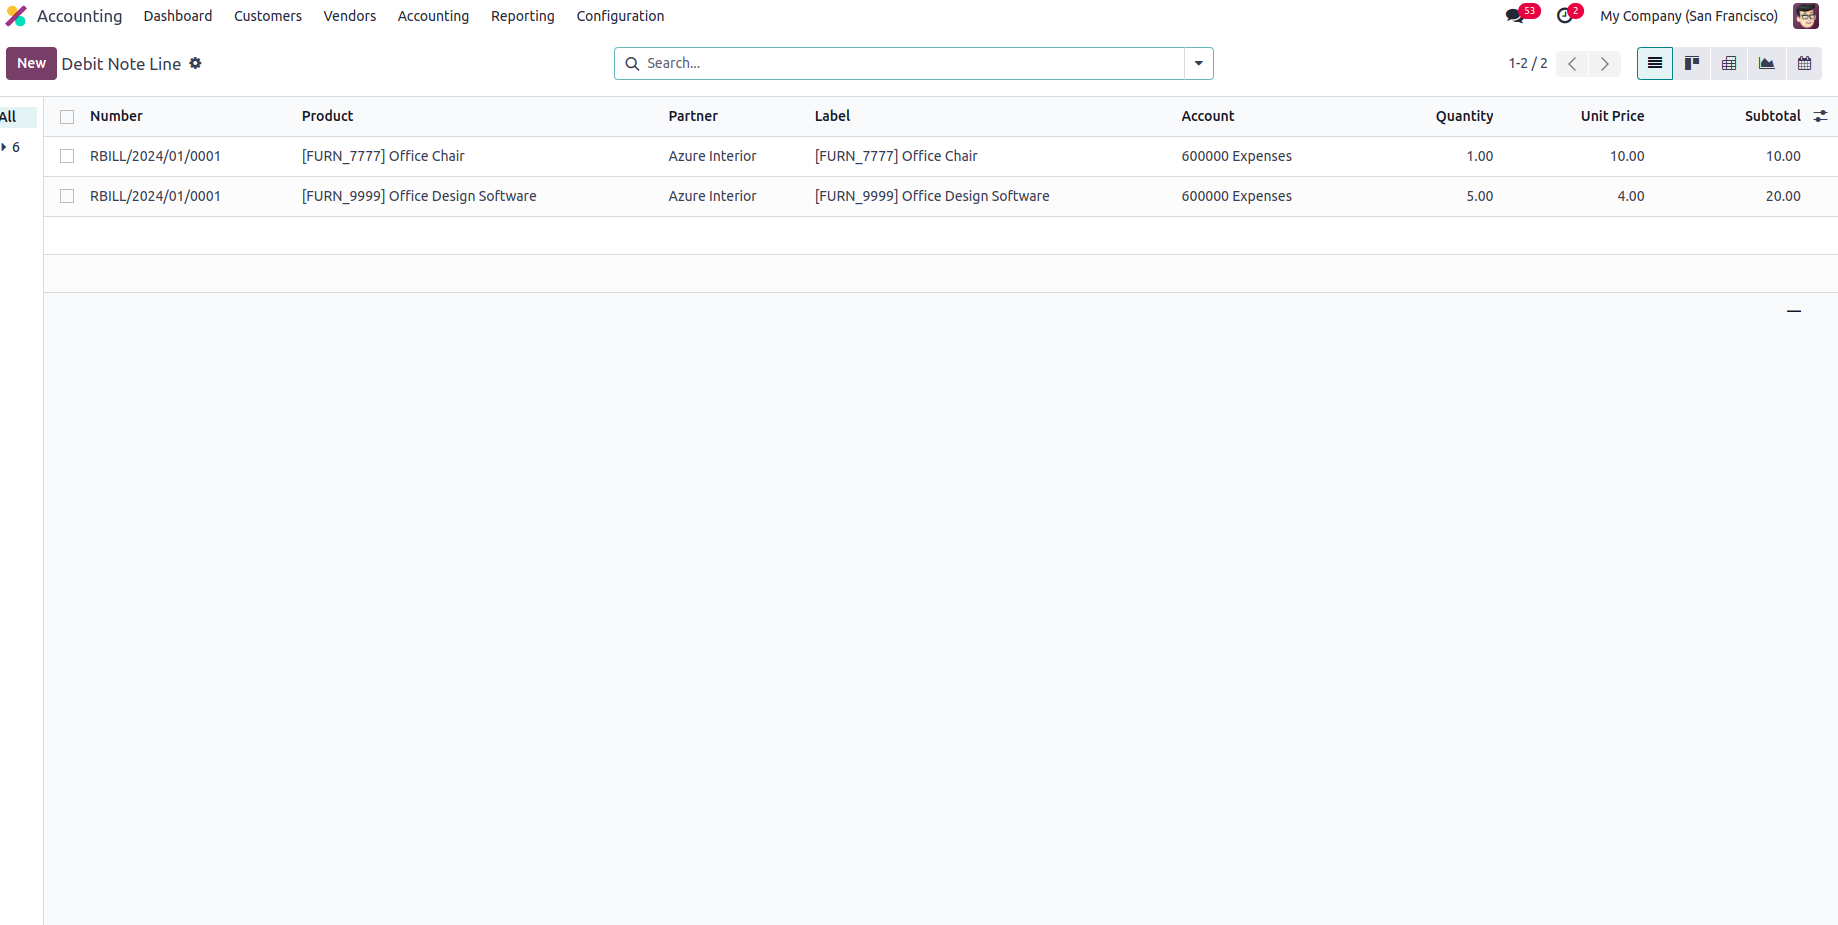 Accounting Dashboard Customers Vendors Accounting Reporting Configuration 53 2 My Company (San Francisco)
New Debit Note Line Search... 1-2 / 2
All Number Product Partner Label Account Quantity Unit Price Subtotal
6 RBILL/2024/01/0001 [FURN_7777] Office Chair Azure Interior [FURN_7777] Office Chair 600000 Expenses 1.00 10.00 10.00
RBILL/2024/01/0001 [FURN_9999] Office Design Software Azure Interior [FURN_9999] Office Design Software 600000 Expenses 5.00 4.00 20.00
—